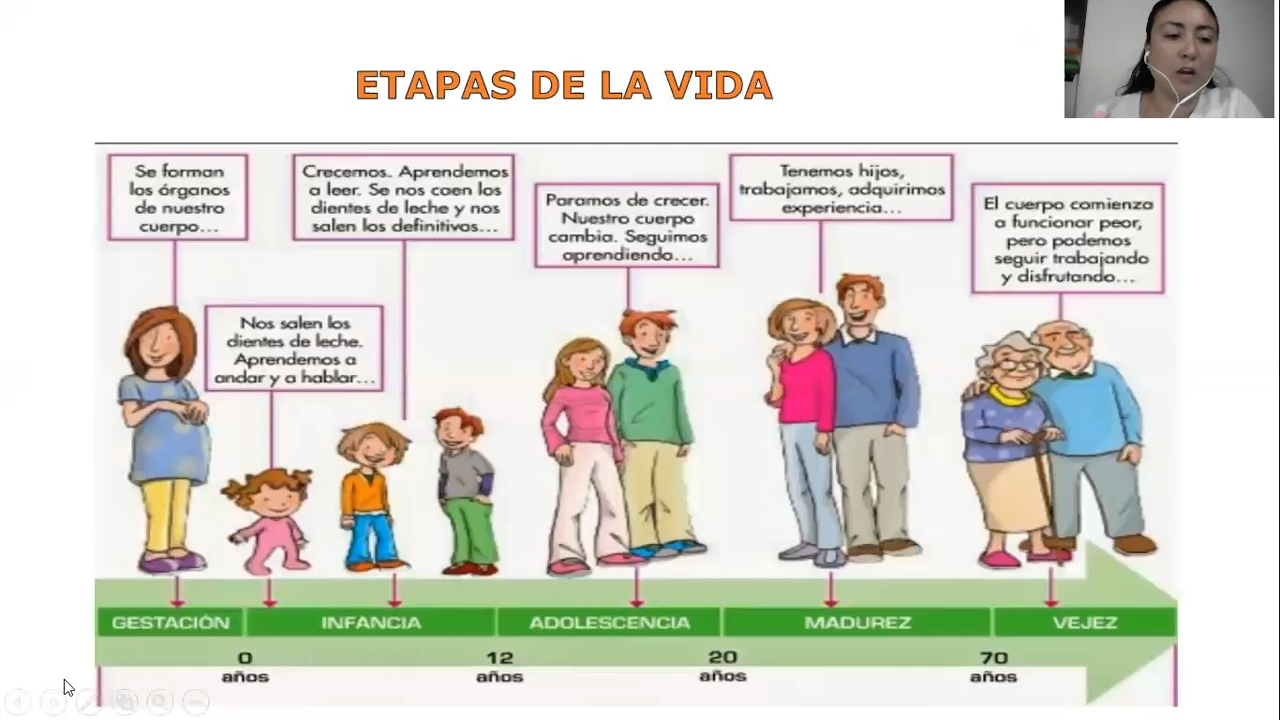 ETAPAS DE LA VIDA
Se forman
los órganos
de nuestro
cuerpo...
Nos salen los
dientes de leche.
Aprendemos a
andar y a hablar...
Crecemos. Aprendemos
a leer. Se nos caen los
dientes de leche y nos
salen los definitivos...
Paramos de crecer.
Nuestro cuerpo
cambia. Seguimos
aprendiendo...
Tenemos hijos,
trabajamos, adquirimos
experiencia...
El cuerpo comienza
a funcionar peor,
pero podemos
seguir trabajando
y disfrutando...
GESTACIÓN INFANCIA ADOLESCENCIA MADUREZ VEJEZ
0 12 20 70
años años años años